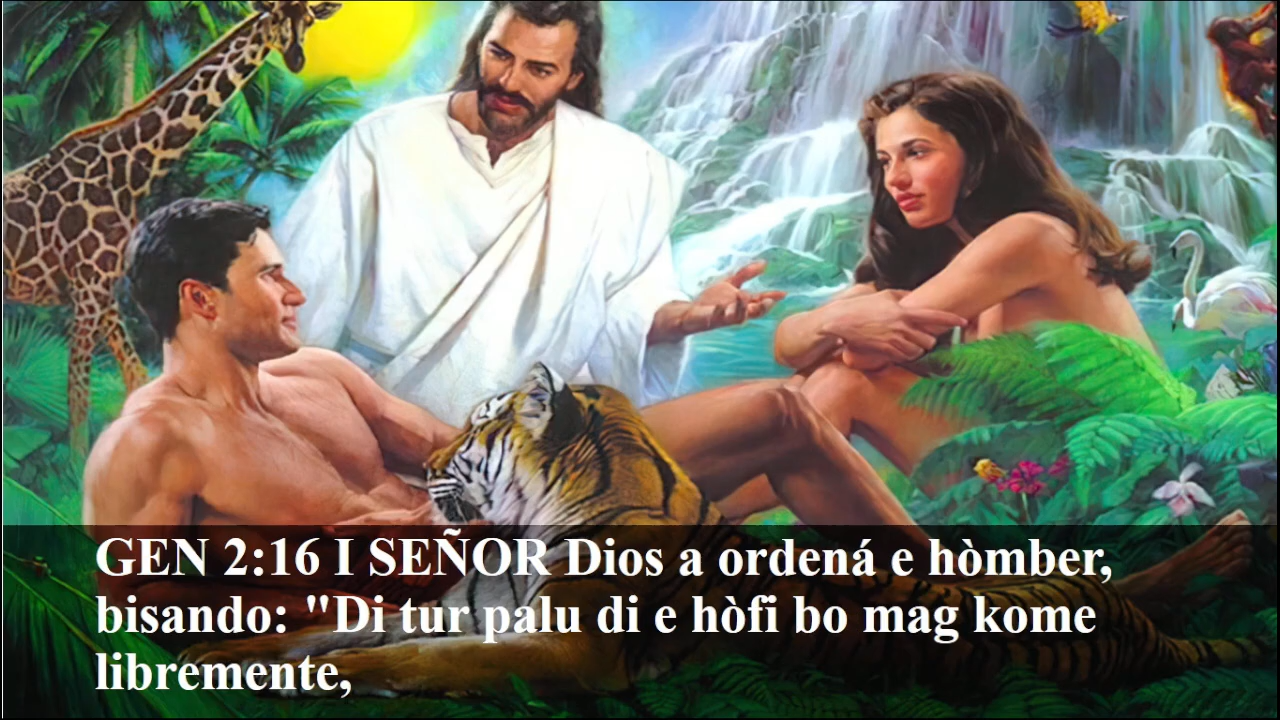 GEN 2:16 I SEÑOR Dios a ordená e hòmber,
bisando: "Di tur palu di e hòfi bo mag kome
libremente,